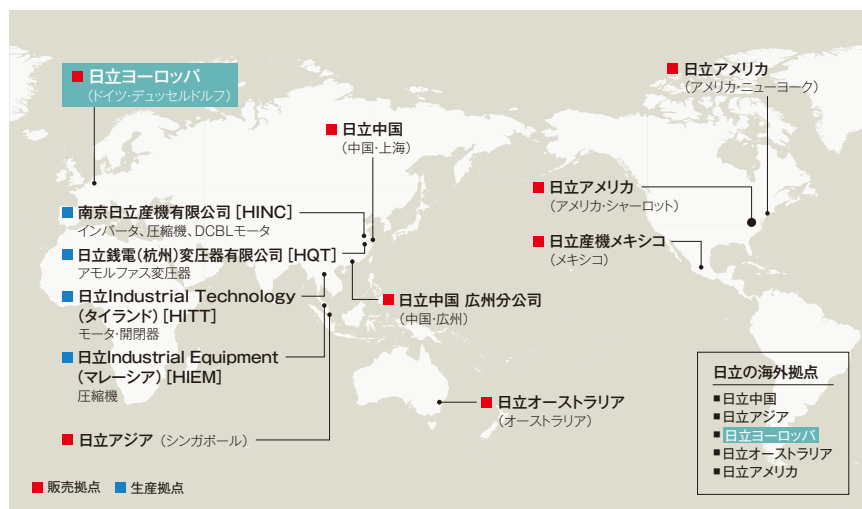 日立ヨーロッパ
(ドイツ・デュッセルドルフ)
日立アメリカ
(アメリカ・ニューヨーク)
日立中国
(中国・上海)
日立アメリカ
(アメリカ・シャーロット)
南京日立産機有限公司 [HINC]
インバータ、圧縮機、DCBLモータ
日立産機メキシコ
(メキシコ)
日立銭電(杭州)変圧器有限公司 [HQT]
アモルファス変圧器
日立Industrial Technology
(タイランド) [HITT]
モータ・開閉器
日立中国 広州分公司
(中国・広州)
日立Industrial Equipment
(マレーシア) [HIEM]
圧縮機
日立オーストラリア
(オーストラリア)
日立アジア (シンガポール)
日立の海外拠点
■日立中国
■日立アジア
■日立ヨーロッパ
■日立オーストラリア
■日立アメリカ
販売拠点 生産拠点